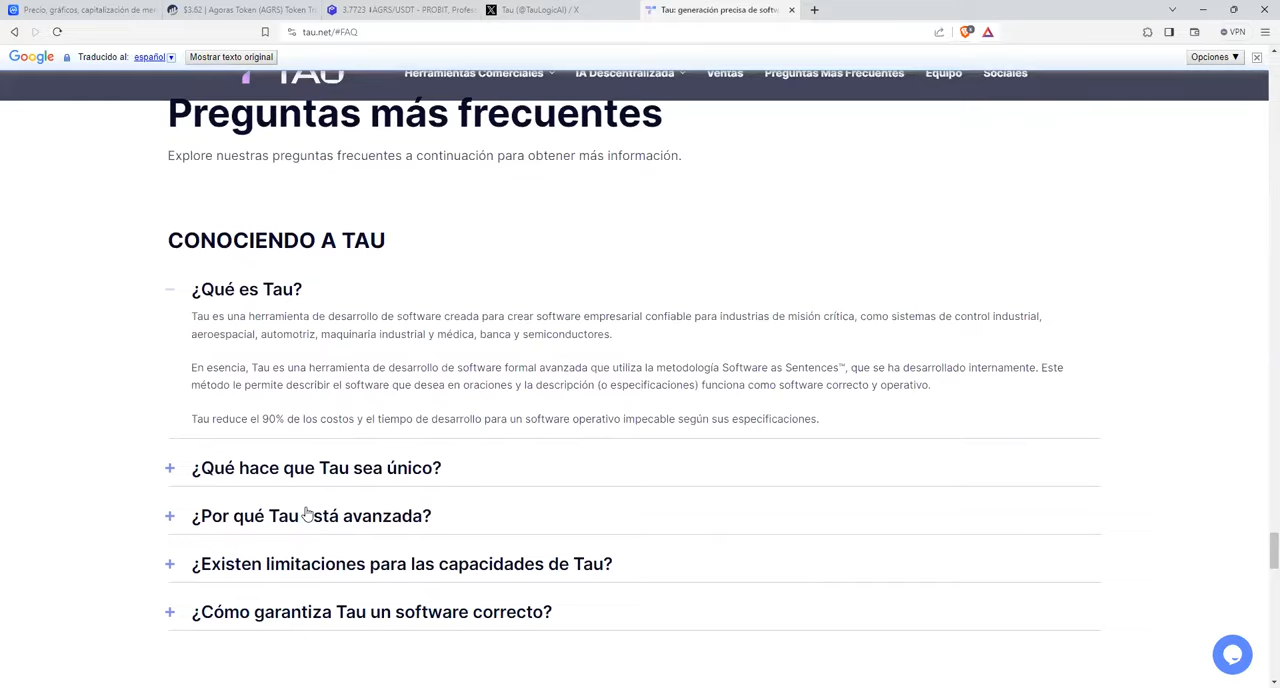 Precio, gráficos, capitalización de mer
$3.62 | Agoras Token (AGRS) Token Tr
3.7723 AGRS/USDT - PROBIT, Profes
Tau (@TauLogicAI) / X
Tau: generación precisa de softw
tau.net/#FAQ
VPN
Google
Traducido al: español
Mostrar texto original
Opciones ▼
TAU
Herramientas Comerciales
IA Descentralizada
Ventas
Preguntas Más Frecuentes
Equipo
Sociales
Preguntas más frecuentes
Explore nuestras preguntas frecuentes a continuación para obtener más información.
CONOCIENDO A TAU
¿Qué es Tau?
Tau es una herramienta de desarrollo de software creada para crear software empresarial confiable para industrias de misión crítica, como sistemas de control industrial,
aeroespacial, automotriz, maquinaria industrial y médica, banca y semiconductores.
En esencia, Tau es una herramienta de desarrollo de software formal avanzada que utiliza la metodología Software as Sentences™, que se ha desarrollado internamente. Este
método le permite describir el software que desea en oraciones y la descripción (o especificaciones) funciona como software correcto y operativo.
Tau reduce el 90% de los costos y el tiempo de desarrollo para un software operativo impecable según sus especificaciones.
¿Qué hace que Tau sea único?
¿Por qué Tau está avanzada?
¿Existen limitaciones para las capacidades de Tau?
¿Cómo garantiza Tau un software correcto?